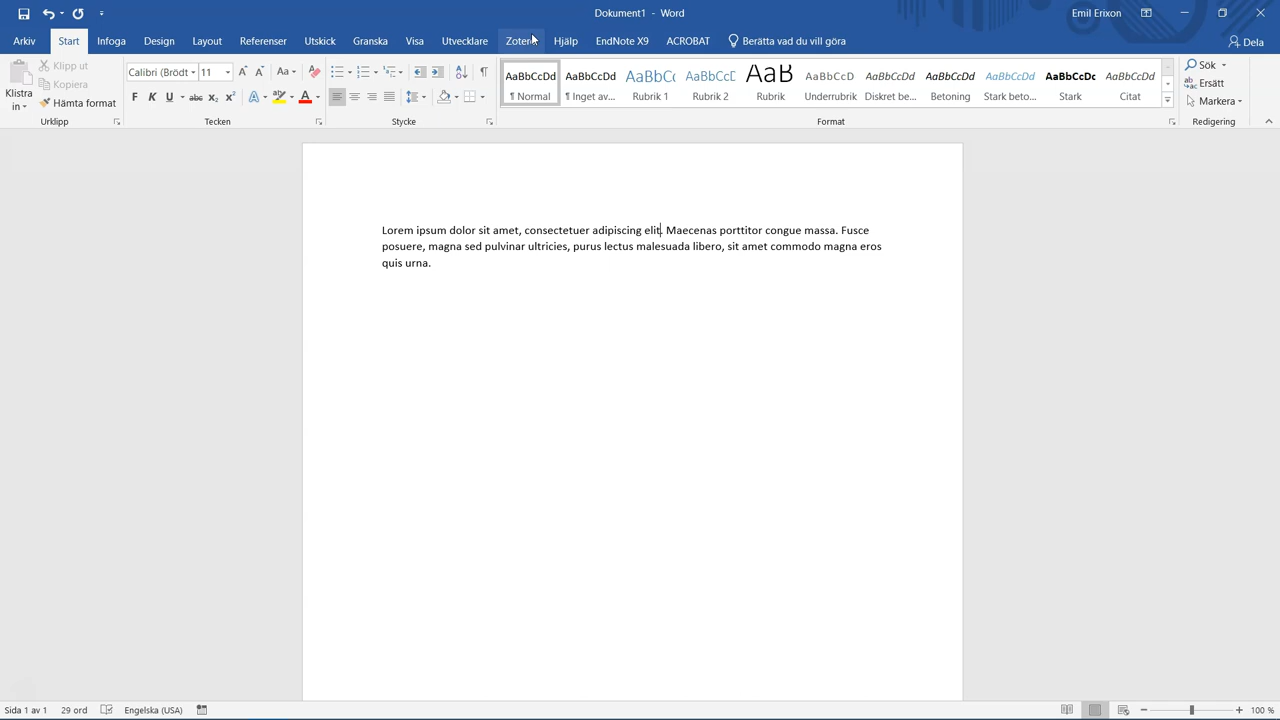 Dokument1 - Word
Emil Erixon
Arkiv Start Infoga Design Layout Referenser Utskick Granska Visa Utvecklare Zotero Hjälp EndNote X9 ACROBAT Berätta vad du vill göra Dela
Klistra
in
Klipp ut
Kopiera
Hämta format
Urklipp
Calibri (Brödt 11
Aa
F K U abc x₂ x² A A
Tecken
Stycke
AaBbCcDd AaBbCcDd AaBbCc AaBbCcD AaB AaBbCcD AaBbCcDd AaBbCcDd AaBbCcDd AaBbCcDc AaBbCcDd
¶ Normal ¶ Inget av... Rubrik 1 Rubrik 2 Rubrik Underrubrik Diskret be... Betoning Stark beto... Stark Citat
Format
Sök
Ersätt
Markera
Redigering
Lorem ipsum dolor sit amet, consectetuer adipiscing elit. Maecenas porttitor congue massa. Fusce
posuere, magna sed pulvinar ultricies, purus lectus malesuada libero, sit amet commodo magna eros
quis urna.
Sida 1 av 1 29 ord Engelska (USA) 100 %